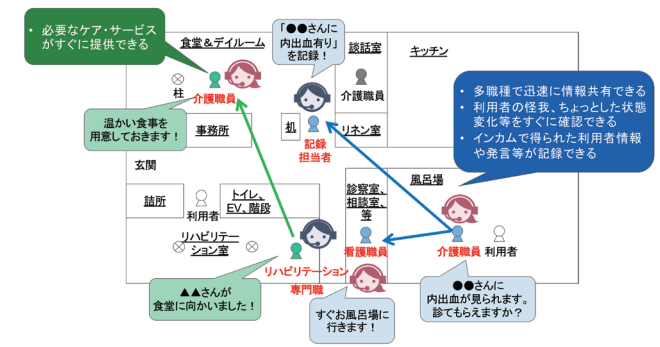 ・ 必要なケア・サービス
がすぐに提供できる
食堂＆デイルーム
「●●さんに
内出血有り」
を記録！
談話室
キッチン
柱
介護職員
介護職員
・ 多職種で迅速に情報共有できる
・ 利用者の怪我、ちょっとした状態
変化等をすぐに確認できる
・ インカムで得られた利用者情報
や発言等が記録できる
温かい食事を
用意しておきます！
事務所
机
記録
担当者
リネン室
玄関
風呂場
診察室、
相談室、
等
詰所
利用者
トイレ、
EV、階段
リハビリテー
ション室
リハビリテーション
専門職
看護職員
介護職員
利用者
▲▲さんが
食堂に向かいました！
すぐお風呂場に
行きます！
●●さんに
内出血が見られます。
診てもらえますか？